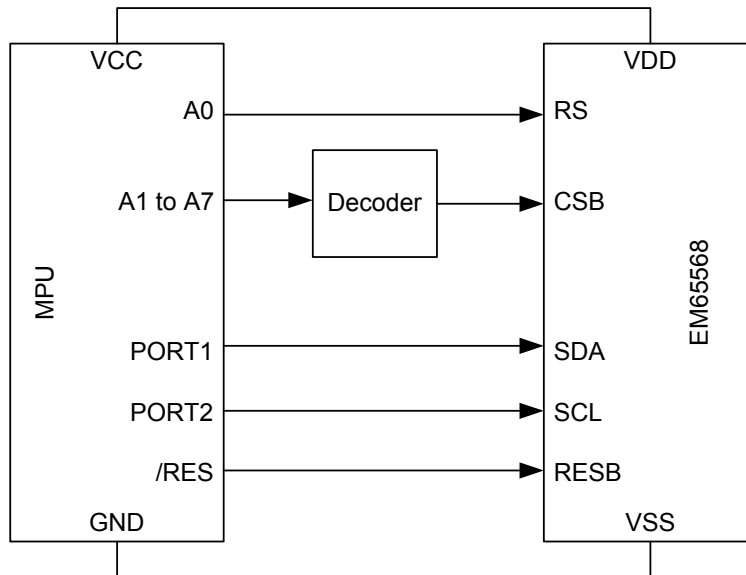 VCC
VDD
A0
RS
A1 to A7
Decoder
CSB
MPU
EM65568
PORT1
SDA
PORT2
SCL
/RES
RESB
GND
VSS